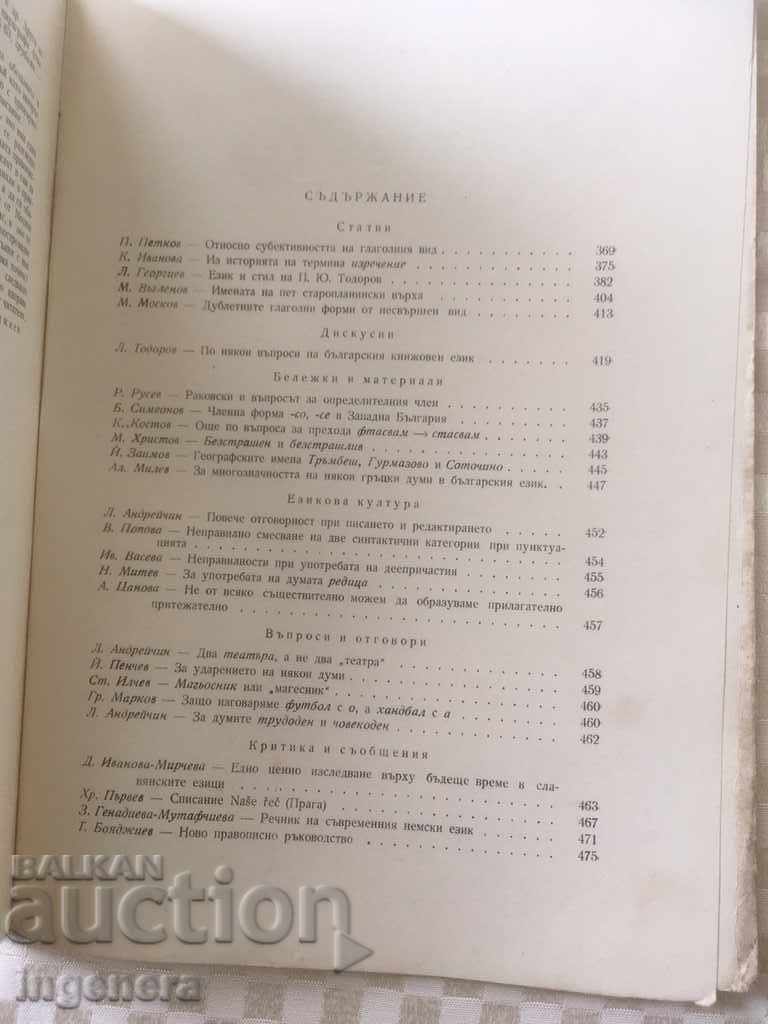 СЪДЪРЖАНИЕ
Статии
П. Петков — Относно субективността на глаголния вид . . . . . . . . . . 369
К. Иванова — Из историята на термина изречение . . . . . . . . . . 375
Л. Георгиев — Език и стил на П. Ю. Тодоров . . . . . . . . . . 382
М. Выгленов — Имената на пет старопланински върха . . . . . . . . . . 404
М. Москов — Дублетните глаголни форми от несвършен вид . . . . . . . . . . 413
Дискусии
Л. Тодоров — По някои въпроси на българския книжовен език . . . . . . . . . . 419
Бележки и материали
Р. Русев — Раковски и въпросът за определителния член . . . . . . . . . . 435
Б. Симеонов — Членна форма -со, -се в Западна България . . . . . . . . . . 437
К. Костов — Още по въпроса за прехода фтасвам → стасвам . . . . . . . . . . 439
М. Христов — Безстрашен и безстрашлив . . . . . . . . . . 443
Й. Заимов — Географските имена Тръмбеш, Гурмазово и Соточино . . . . . . . . . . 445
Ал. Милев — За многозначността на някои гръцки думи в българския език. . 447
Езикова култура
Л. Андрейчин — Повече отговорност при писането и редактирането . . . . . . 452
В. Попова — Неправилно смесване на две синтактични категории при пунктуа-
цията . . . . . . . . . . 454
Ив. Васева — Неправилности при употребата на деепричастия . . . . . . . . . . 455
Н. Митев — За употребата на думата редица . . . . . . . . . . 456
А. Цанова — Не от всяко съществително можем да образуваме прилагателно
притежателно . . . . . . . . . . 457
Въпроси и отговори
Л. Андрейчин — Два театъра, а не два „театра“ . . . . . . . . . . 458
Й. Пенчев — За ударението на някои думи . . . . . . . . . . 459
Ст. Илчев — Магьосник или „магесник“ . . . . . . . . . . 460
Гр. Марков — Защо наговаряме футбол с о, а хандбал с а . . . . . . . . . . 460
Л. Андрейчин — За думите трудоден и човекоден . . . . . . . . . . 462
Критика и съобщения
Д. Иванова-Мирчева — Едно ценно изследване върху бъдеще време в сла-
вянските езици . . . . . . . . . . 463
Хр. Първев — Списание Naše řeč (Прага) . . . . . . . . . . 467
З. Генадиева-Мутафчиева — Речник на съвременния немски език . . . . . . . . . . 471
Г. Бояджиев — Ново правописно ръководство . . . . . . . . . . 475
BALKAN
auction
ingenera